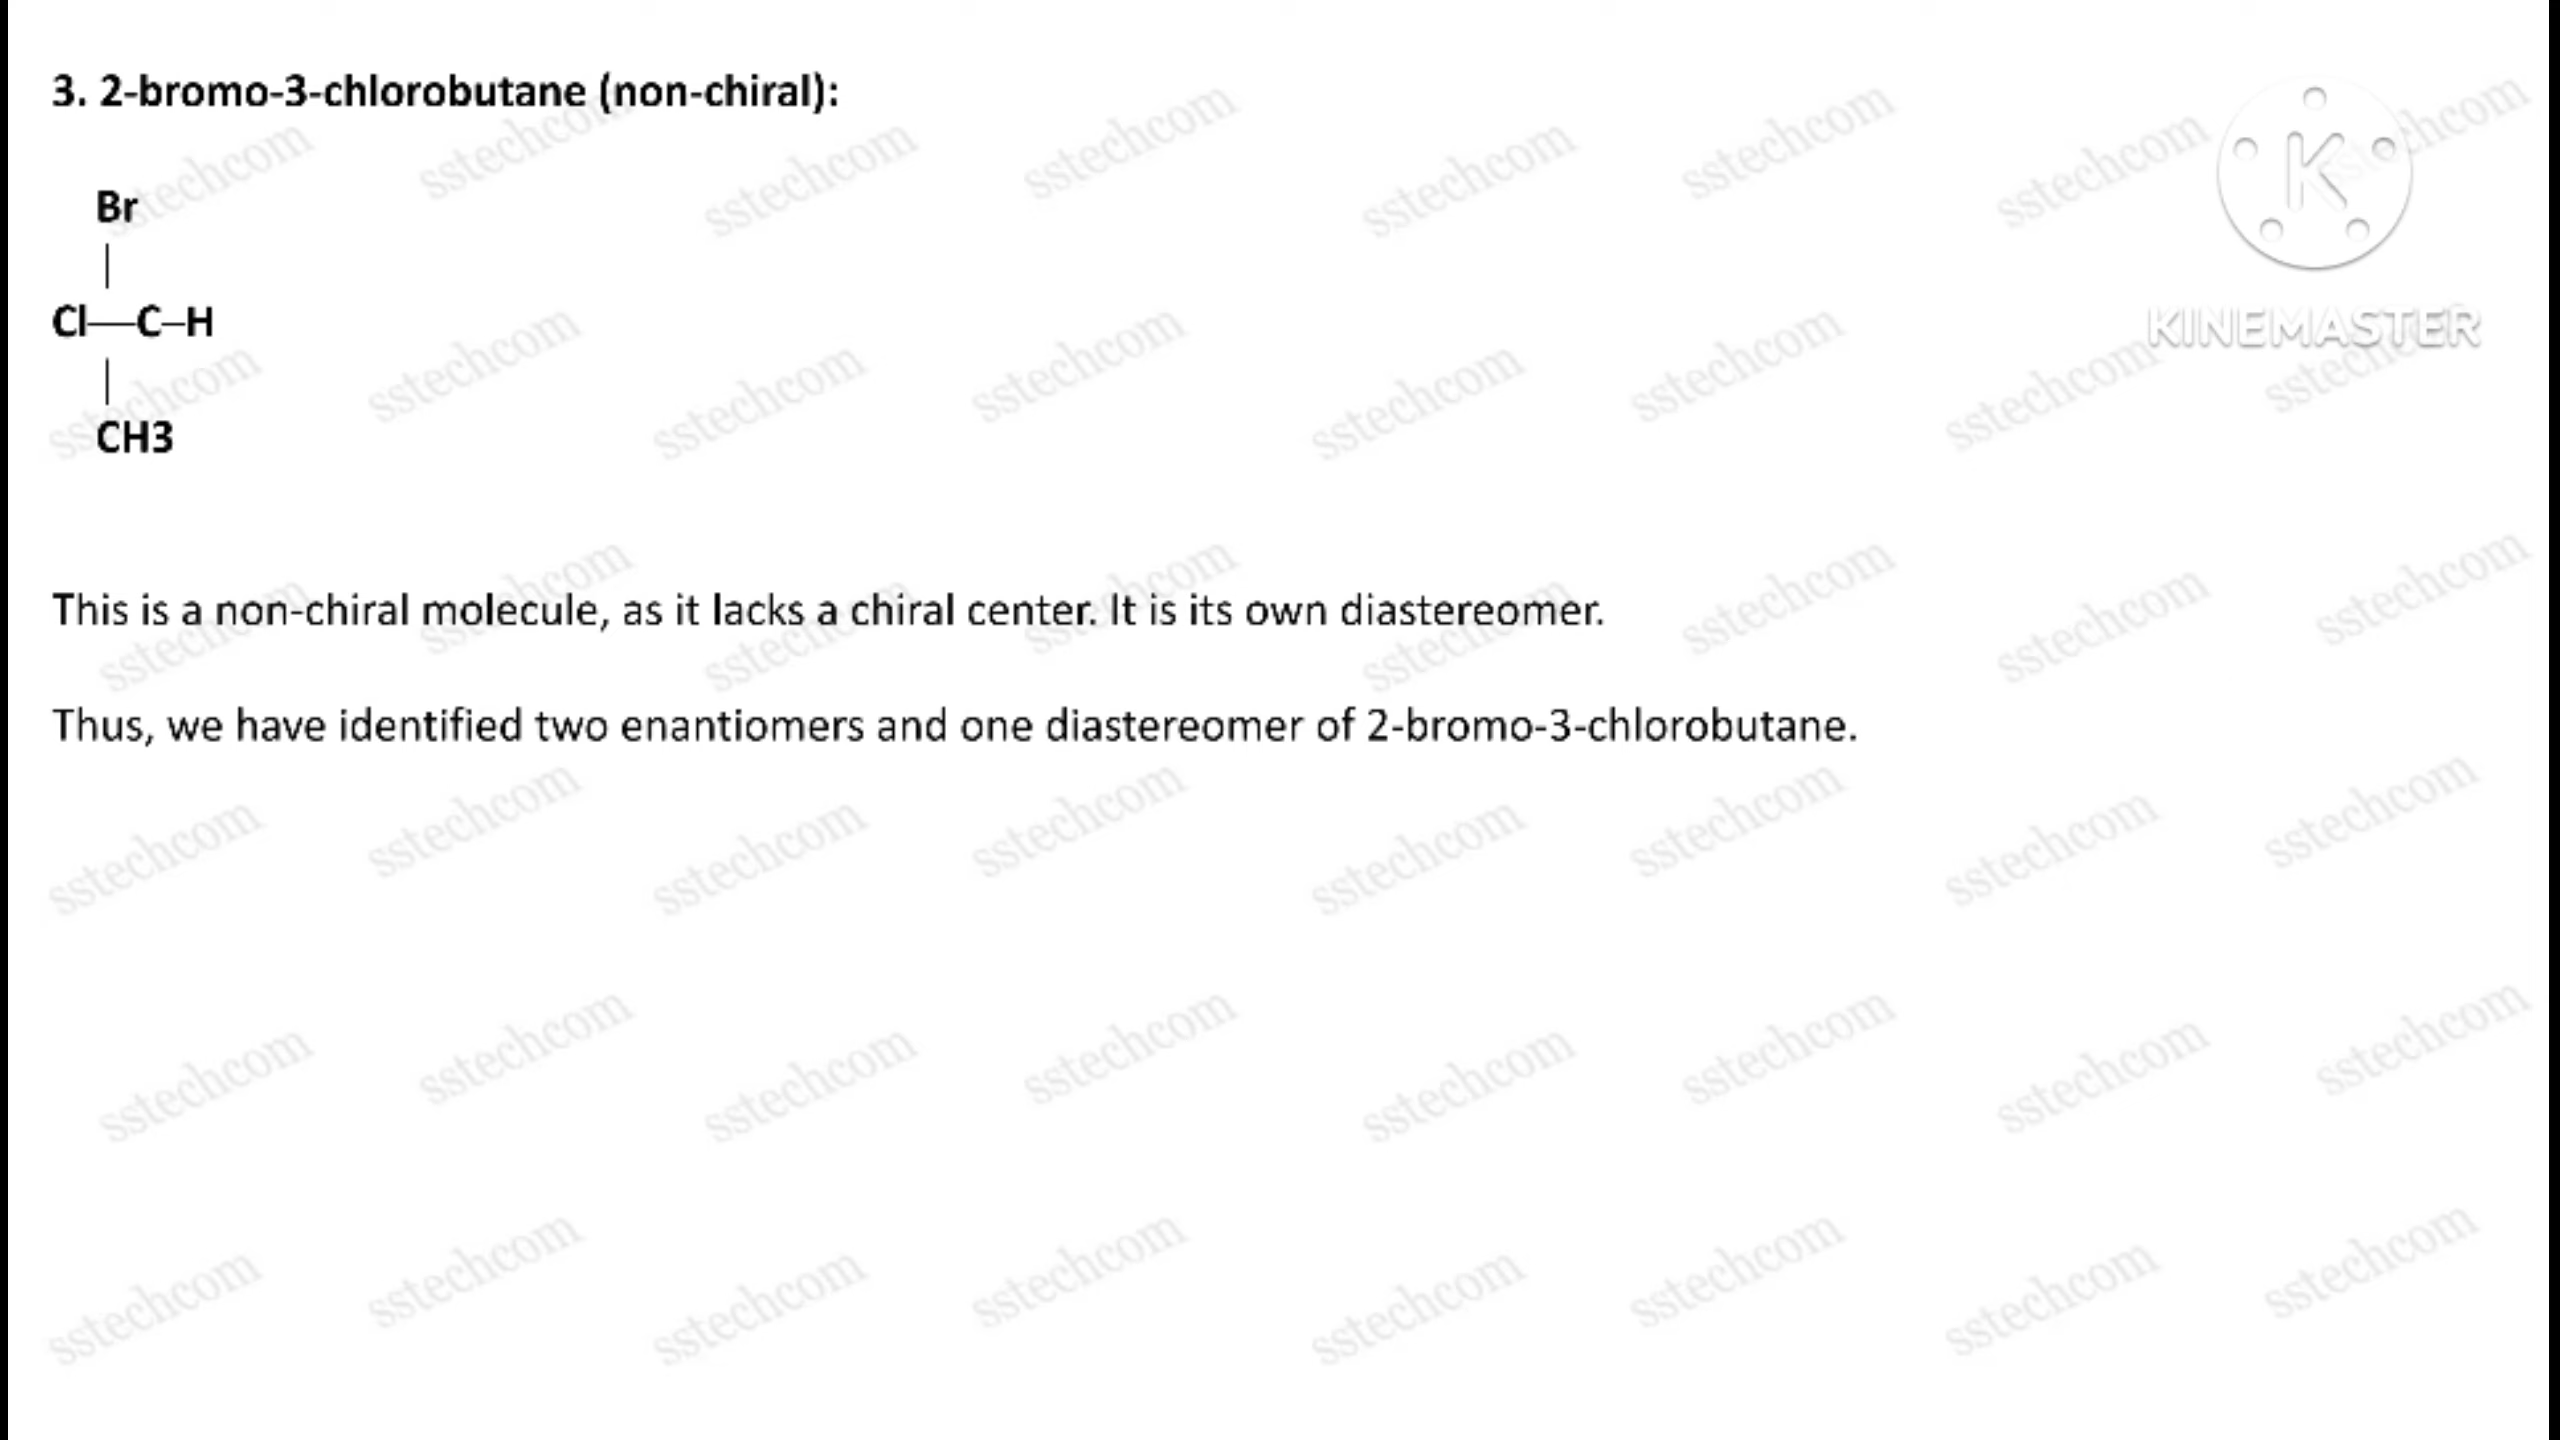 3. 2-bromo-3-chlorobutane (non-chiral):
Br
|
Cl—C–H
|
CH3
This is a non-chiral molecule, as it lacks a chiral center. It is its own diastereomer.
Thus, we have identified two enantiomers and one diastereomer of 2-bromo-3-chlorobutane.
K
KINEMASTER
sstechcom